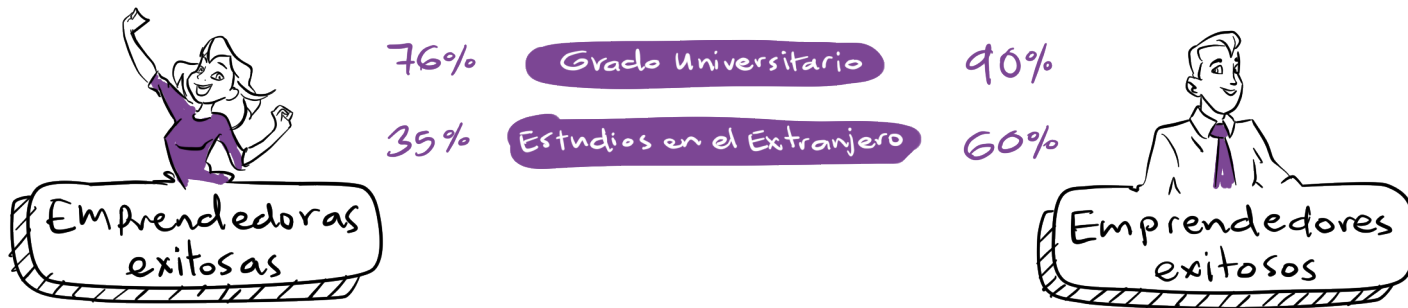 76% Grado Universitario 90%
35% Estudios en el Extranjero 60%
Emprendedoras
exitosas
Emprendedores
exitosos